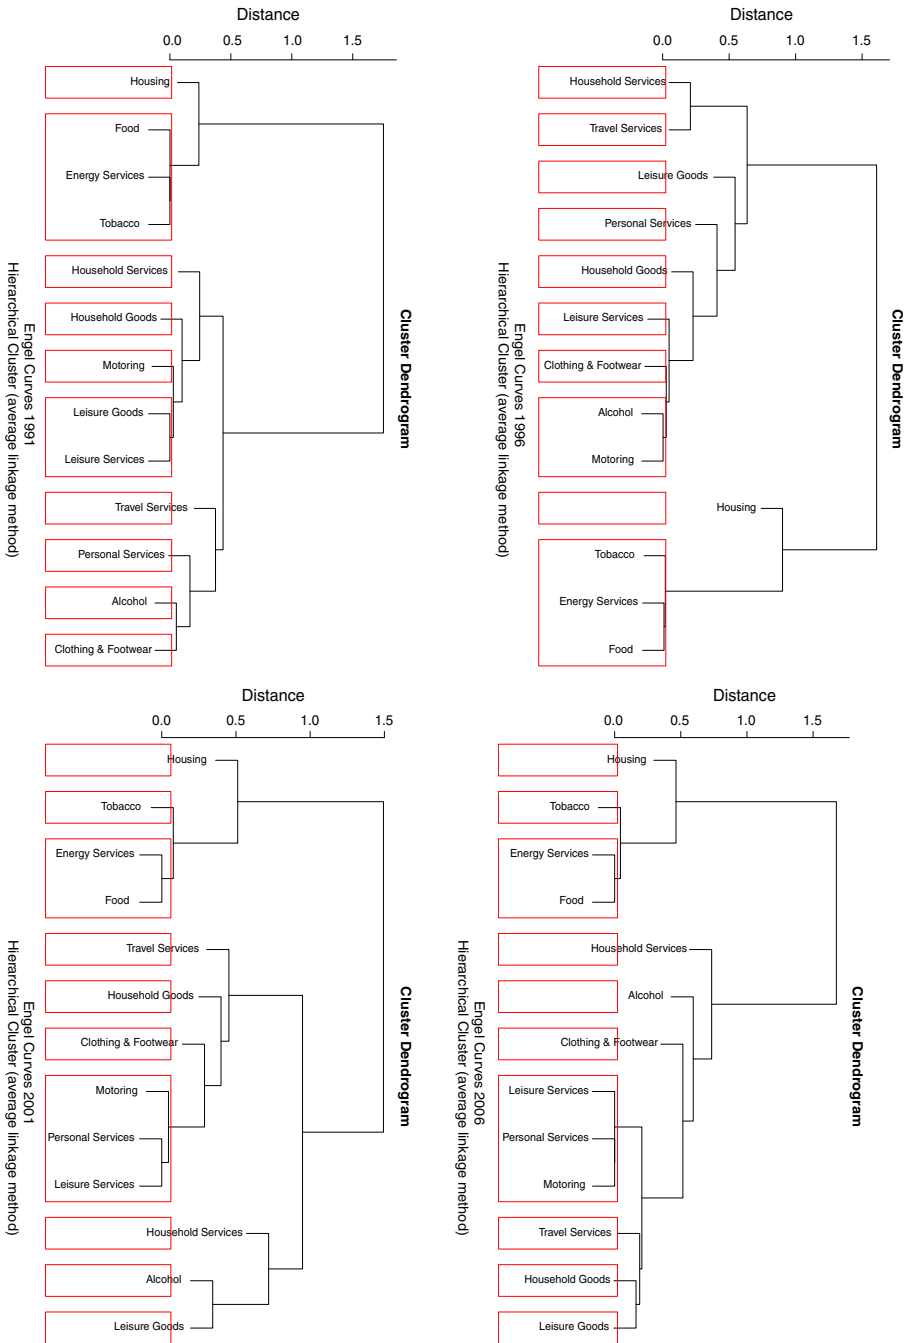 Distance
0.0 0.5 1.0 1.5
Housing
Food
Energy Services
Tobacco
Household Services
Household Goods
Motoring
Leisure Goods
Leisure Services
Travel Services
Personal Services
Alcohol
Clothing & Footwear
Cluster Dendrogram
Engel Curves 1991
Hierarchical Cluster (average linkage method)
Distance
0.0 0.5 1.0 1.5
Household Services
Travel Services
Leisure Goods
Personal Services
Household Goods
Leisure Services
Clothing & Footwear
Alcohol
Motoring
Housing
Tobacco
Energy Services
Food
Cluster Dendrogram
Engel Curves 1996
Hierarchical Cluster (average linkage method)
Distance
0.0 0.5 1.0 1.5
Housing
Tobacco
Energy Services
Food
Travel Services
Household Goods
Clothing & Footwear
Motoring
Personal Services
Leisure Services
Household Services
Alcohol
Leisure Goods
Cluster Dendrogram
Engel Curves 2001
Hierarchical Cluster (average linkage method)
Distance
0.0 0.5 1.0 1.5
Housing
Tobacco
Energy Services
Food
Household Services
Alcohol
Clothing & Footwear
Leisure Services
Personal Services
Motoring
Travel Services
Household Goods
Leisure Goods
Cluster Dendrogram
Engel Curves 2006
Hierarchical Cluster (average linkage method)